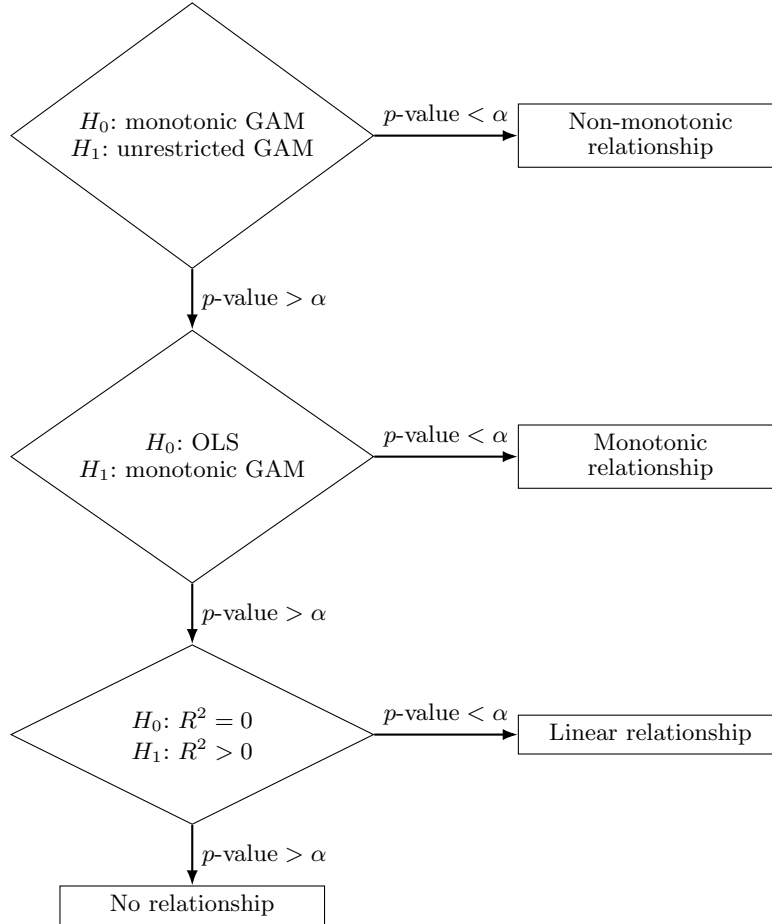 H₀: monotonic GAM
H₁: unrestricted GAM
p-value < α
Non-monotonic
relationship
p-value > α
H₀: OLS
H₁: monotonic GAM
p-value < α
Monotonic
relationship
p-value > α
H₀: R² = 0
H₁: R² > 0
p-value < α
Linear relationship
p-value > α
No relationship